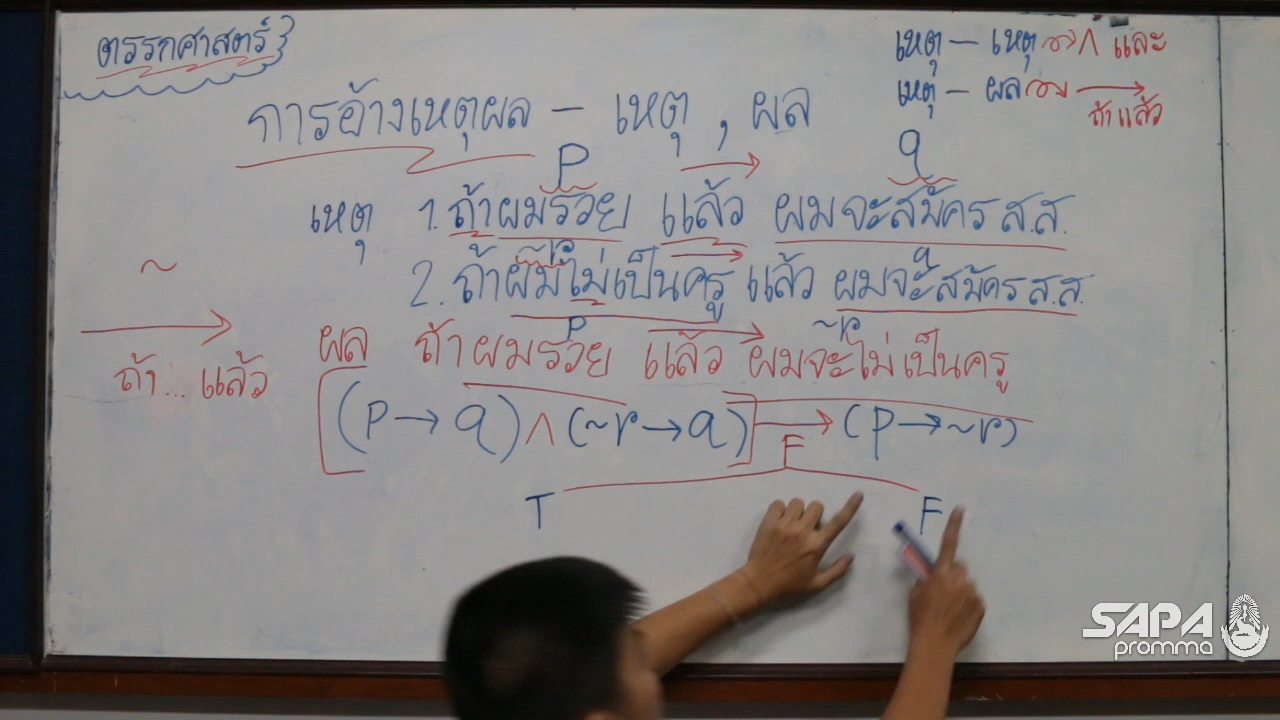 ตรรกศาสตร์
เหตุ – เหตุ ∧ และ
เหตุ – ผล → ถ้า แล้ว
การอ้างเหตุผล – เหตุ , ผล
P → q
เหตุ 1. ถ้าผมรวย แล้ว ผมจะสมัคร ส.ส.
~r → q
2. ถ้าผมไม่เป็นครู แล้ว ผมจะสมัคร ส.ส.
~
→
ถ้า... แล้ว
P → ~r
ผล ถ้าผมรวย แล้ว ผมจะไม่เป็นครู
[(P → q) ∧ (~r → q)] → (P → ~r)
F
T F
SAPA
promma